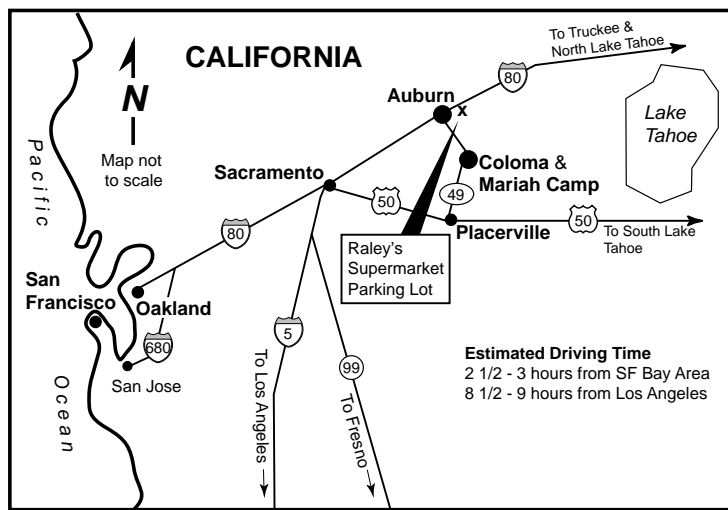 CALIFORNIA
To Truckee &
North Lake Tahoe
80
N
Map not
to scale
Auburn
x
Lake
Tahoe
Pacific
Sacramento
Coloma &
Mariah Camp
49
50
Placerville
50
To South Lake
Tahoe
80
Raley's
Supermarket
Parking Lot
San
Francisco
Oakland
680
San Jose
5
99
To Los Angeles
To Fresno
Estimated Driving Time
2 1/2 - 3 hours from SF Bay Area
8 1/2 - 9 hours from Los Angeles
Ocean